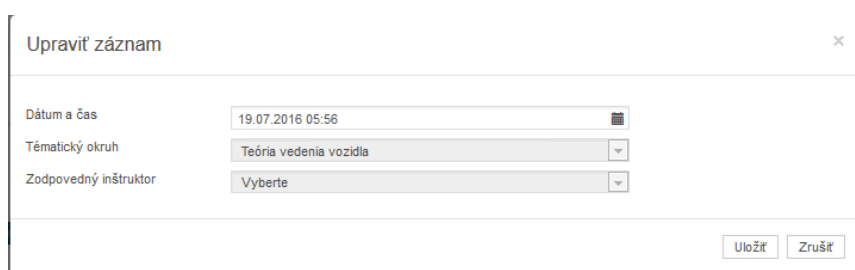 Upraviť záznam
Dátum a čas 19.07.2016 05:56
Tématický okruh Teória vedenia vozidla
Zodpovedný inštruktor Vyberte
Uložiť Zrušiť